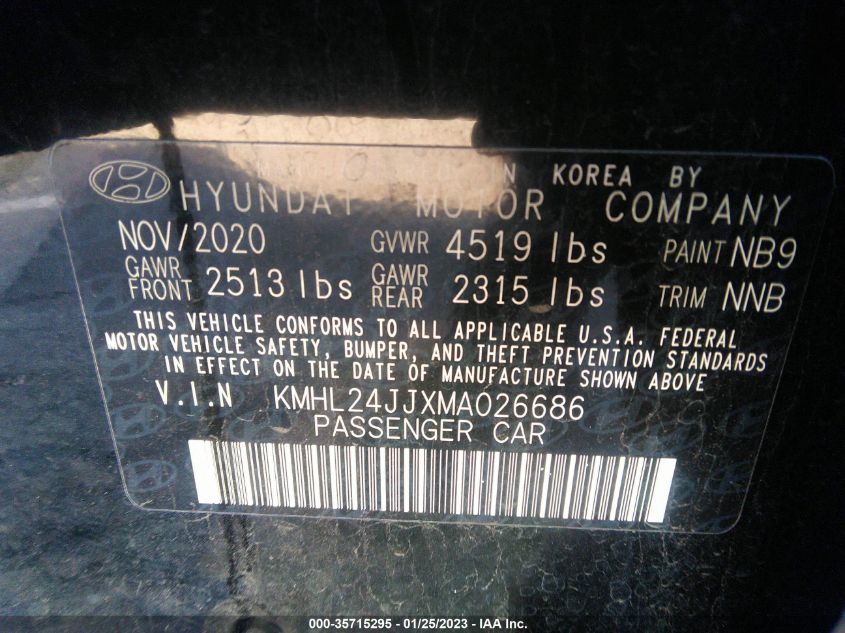 IN KOREA BY
HYUNDAI MOTOR COMPANY
NOV/2020 GVWR 4519 lbs PAINT NB9
GAWR FRONT 2513 lbs GAWR REAR 2315 lbs TRIM NNB
THIS VEHICLE CONFORMS TO ALL APPLICABLE U.S.A. FEDERAL
MOTOR VEHICLE SAFETY, BUMPER, AND THEFT PREVENTION STANDARDS
IN EFFECT ON THE DATE OF MANUFACTURE SHOWN ABOVE
V.I.N KMHL24JJXMA026686
PASSENGER CAR
000-35715295 - 01/25/2023 - IAA Inc.